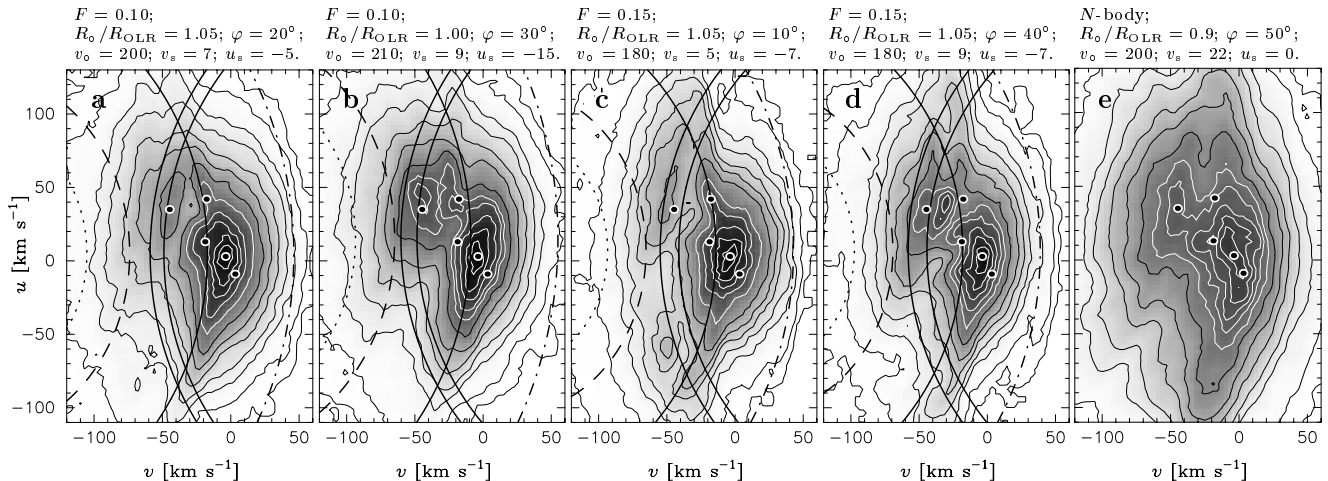 F = 0.10;
R₀/R_OLR = 1.05; φ = 20°;
v₀ = 200; v_s = 7; u_s = −5.
F = 0.10;
R₀/R_OLR = 1.00; φ = 30°;
v₀ = 210; v_s = 9; u_s = −15.
F = 0.15;
R₀/R_OLR = 1.05; φ = 10°;
v₀ = 180; v_s = 5; u_s = −7.
F = 0.15;
R₀/R_OLR = 1.05; φ = 40°;
v₀ = 180; v_s = 9; u_s = −7.
N-body;
R₀/R_OLR = 0.9; φ = 50°;
v₀ = 200; v_s = 22; u_s = 0.
a
b
c
d
e
100
50
0
−50
−100
u [km s⁻¹]
−100 −50 0 50
−100 −50 0 50
−100 −50 0 50
−100 −50 0 50
−100 −50 0 50
v [km s⁻¹]
v [km s⁻¹]
v [km s⁻¹]
v [km s⁻¹]
v [km s⁻¹]